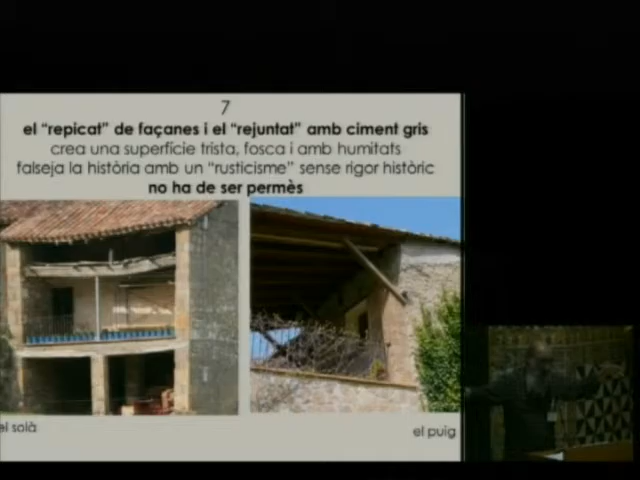 7
el “repicat” de façanes i el “rejuntat” amb ciment gris
crea una superfície trista, fosca i amb humitats
falseja la història amb un “rusticisme” sense rigor històric
no ha de ser permès
el solà
el puig